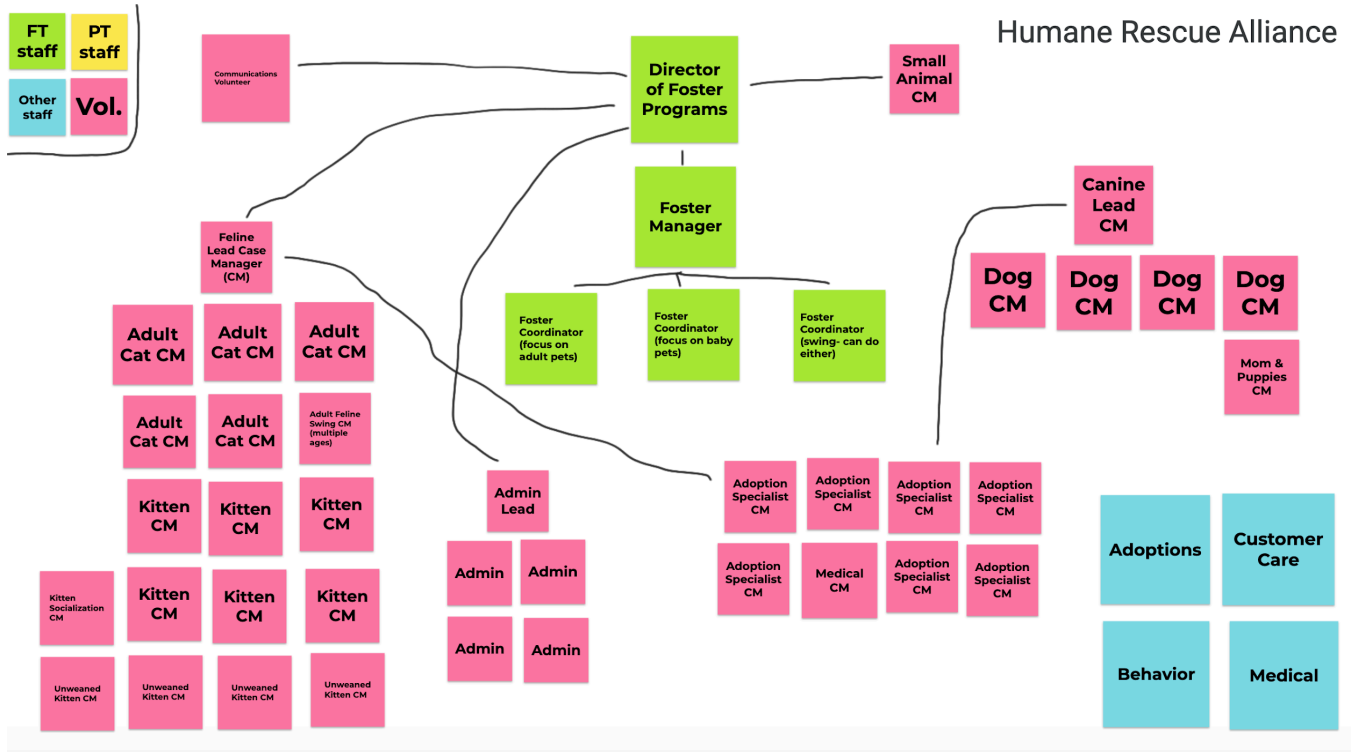 Humane Rescue Alliance
FT
staff
PT
staff
Other
staff
Vol.
Communications
Volunteer
Director
of Foster
Programs
Small
Animal
CM
Foster
Manager
Canine
Lead
CM
Feline
Lead Case
Manager
(CM)
Dog
CM
Dog
CM
Dog
CM
Dog
CM
Mom &
Puppies
CM
Foster
Coordinator
(focus on
adult pets)
Foster
Coordinator
(focus on baby
pets)
Foster
Coordinator
(swing- can do
either)
Adult
Cat CM
Adult
Cat CM
Adult
Cat CM
Adult
Cat CM
Adult
Cat CM
Adult Feline
Swing CM
(multiple
ages)
Kitten
CM
Kitten
CM
Kitten
CM
Kitten
Socialization
CM
Kitten
CM
Kitten
CM
Kitten
CM
Unweaned
Kitten CM
Unweaned
Kitten CM
Unweaned
Kitten CM
Unweaned
Kitten CM
Admin
Lead
Admin
Admin
Admin
Admin
Adoption
Specialist
CM
Adoption
Specialist
CM
Adoption
Specialist
CM
Adoption
Specialist
CM
Adoption
Specialist
CM
Medical
CM
Adoption
Specialist
CM
Adoption
Specialist
CM
Adoptions
Customer
Care
Behavior
Medical